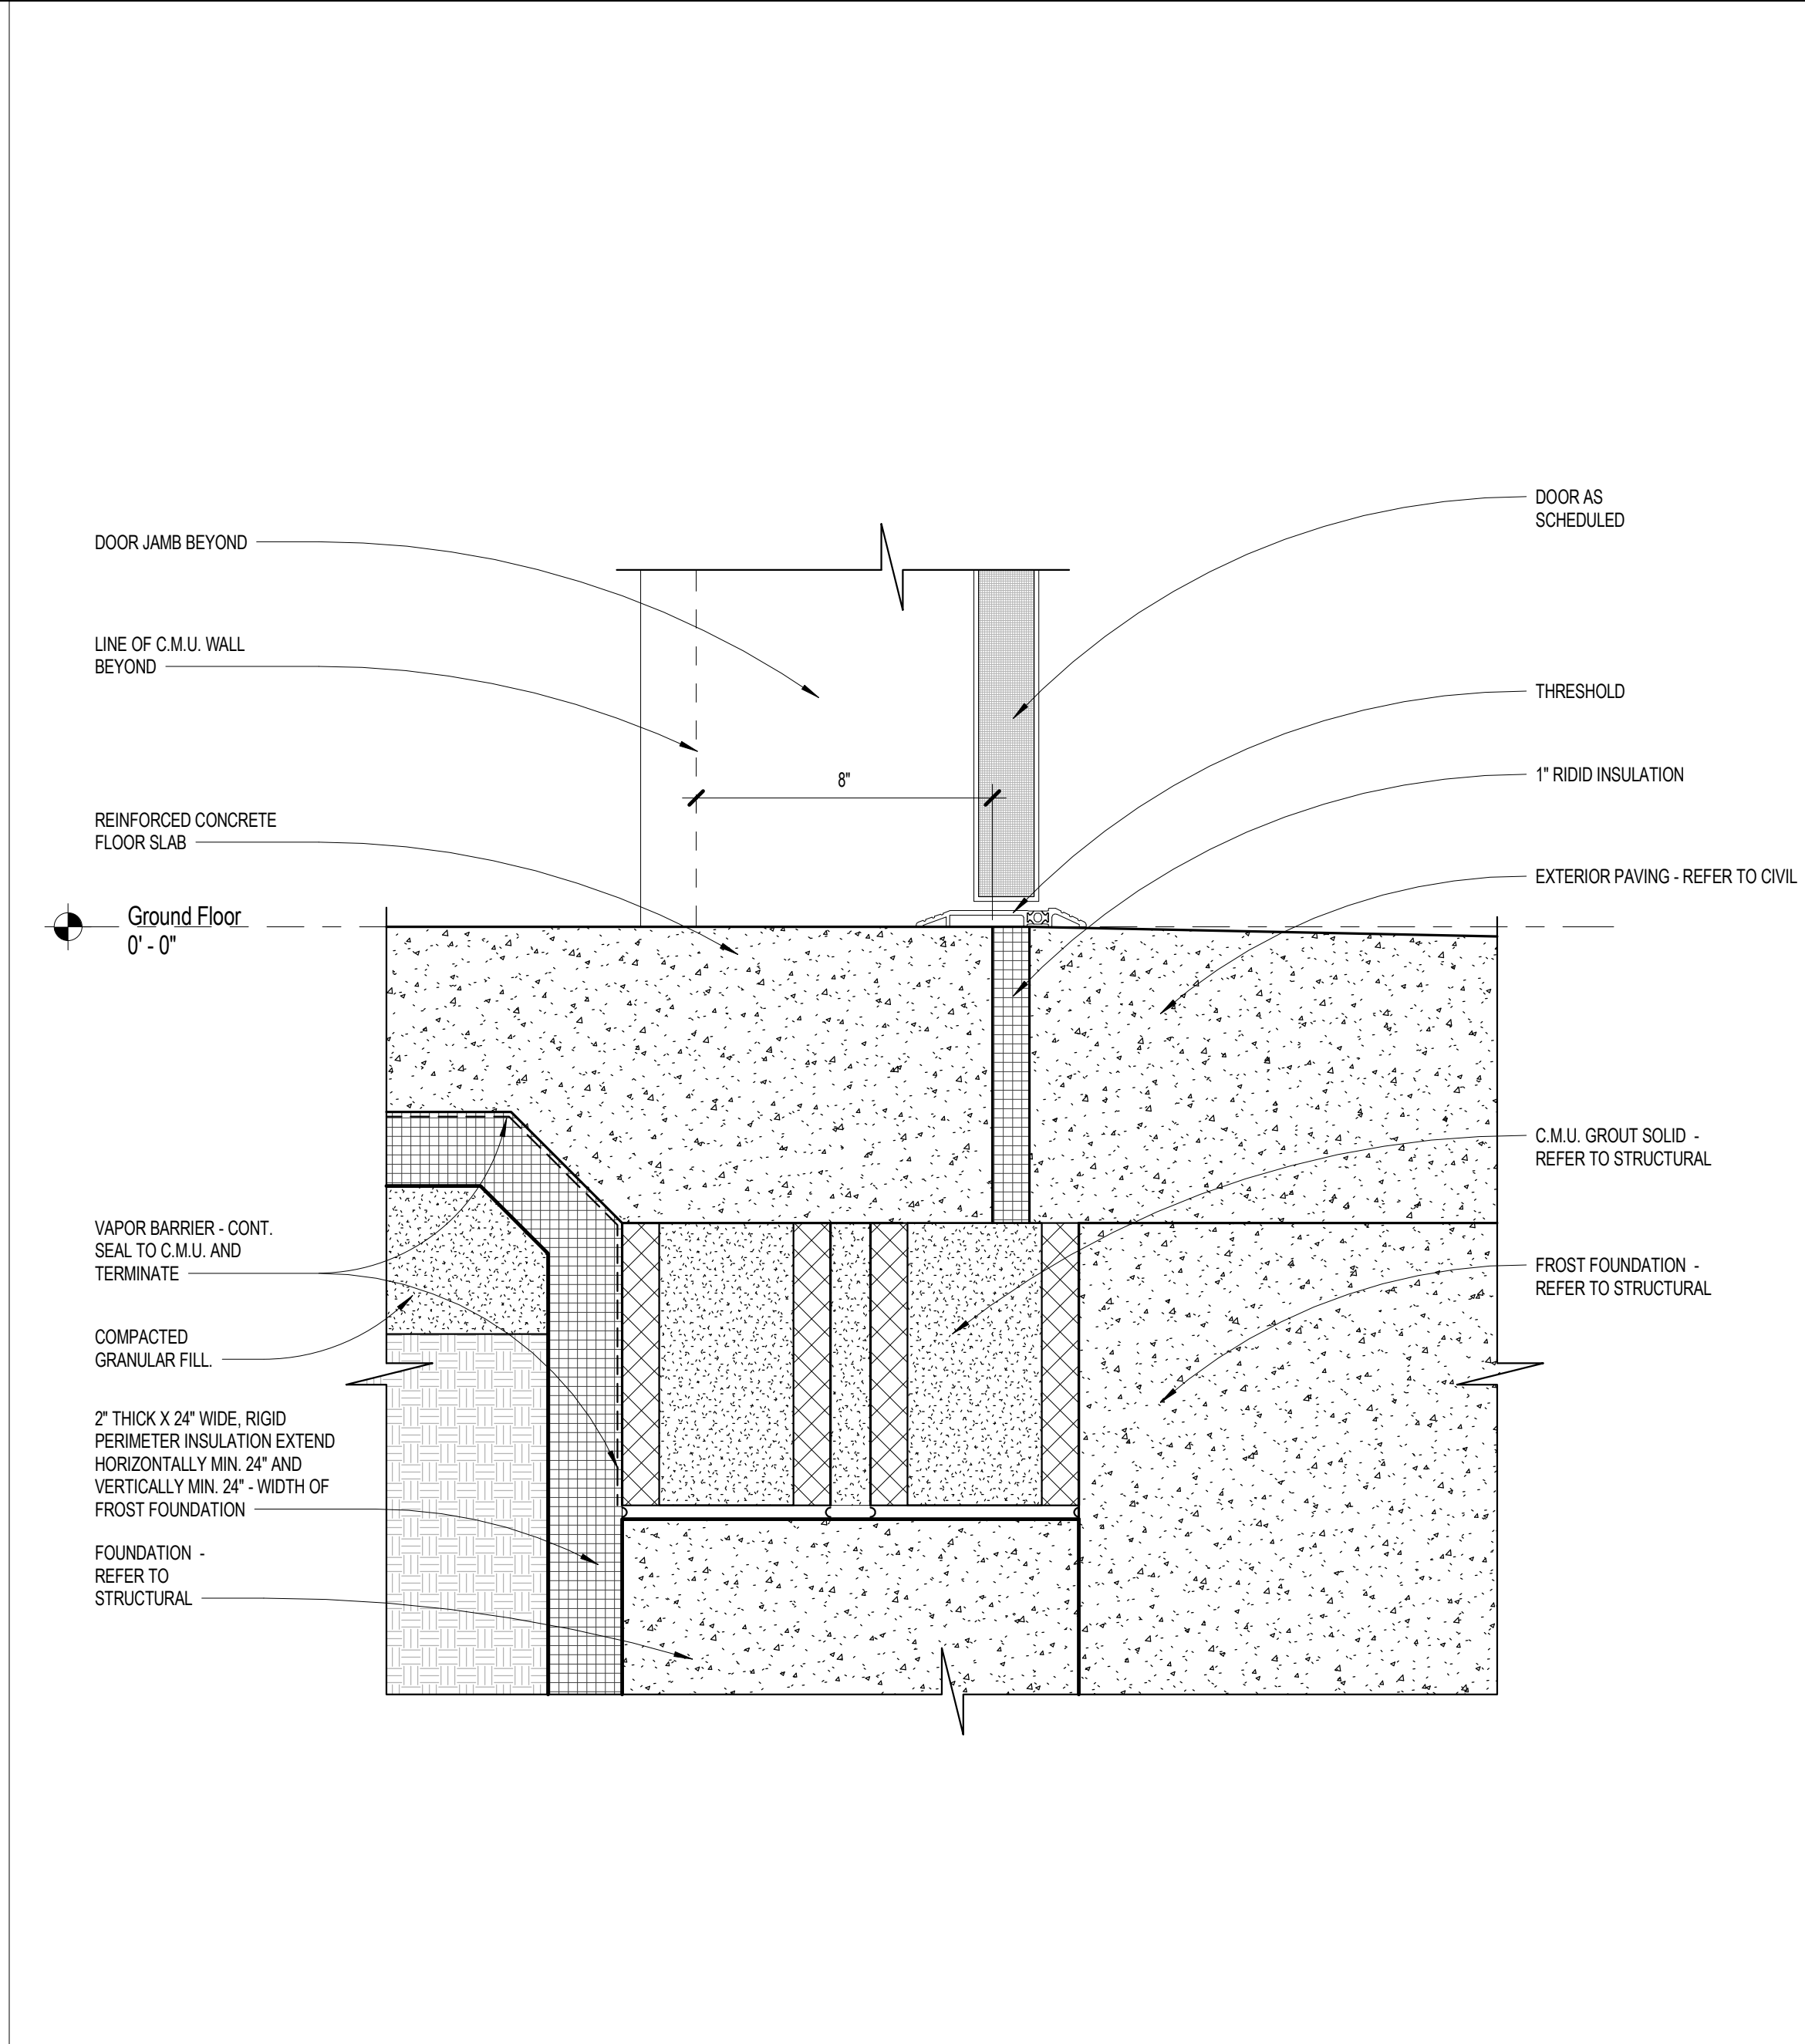 DOOR JAMB BEYOND
LINE OF C.M.U. WALL
BEYOND
8"
REINFORCED CONCRETE
FLOOR SLAB
Ground Floor
0' - 0"
VAPOR BARRIER - CONT.
SEAL TO C.M.U. AND
TERMINATE
COMPACTED
GRANULAR FILL.
2" THICK X 24" WIDE, RIGID
PERIMETER INSULATION EXTEND
HORIZONTALLY MIN. 24" AND
VERTICALLY MIN. 24" - WIDTH OF
FROST FOUNDATION
FOUNDATION -
REFER TO
STRUCTURAL
DOOR AS
SCHEDULED
THRESHOLD
1" RIDID INSULATION
EXTERIOR PAVING - REFER TO CIVIL
C.M.U. GROUT SOLID -
REFER TO STRUCTURAL
FROST FOUNDATION -
REFER TO STRUCTURAL